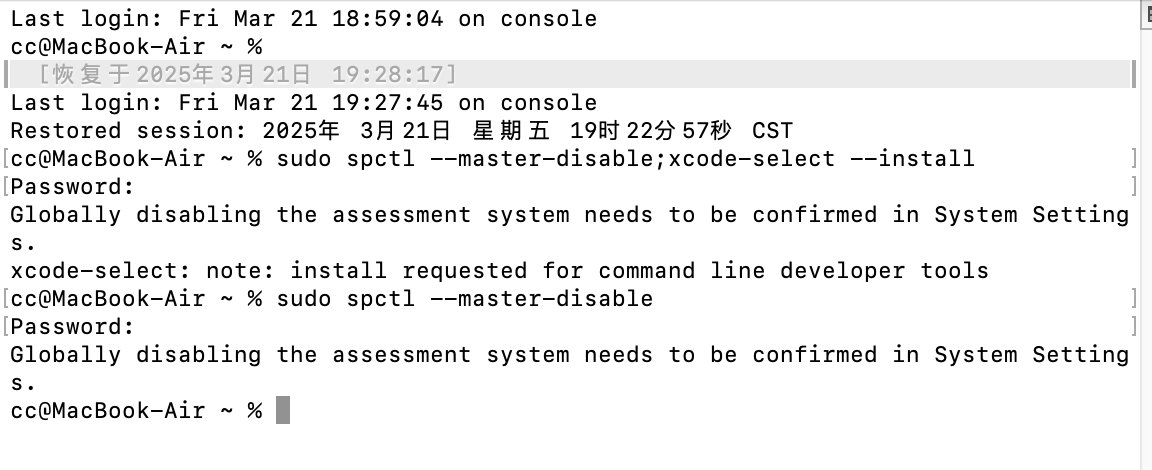 Last login: Fri Mar 21 18:59:04 on console
cc@MacBook-Air ~ %
[恢复于2025年3月21日 19:28:17]
Last login: Fri Mar 21 19:27:45 on console
Restored session: 2025年 3月21日 星期五 19时22分57秒 CST
[cc@MacBook-Air ~ % sudo spctl --master-disable;xcode-select --install ]
[Password: ]
Globally disabling the assessment system needs to be confirmed in System Setting
s.
xcode-select: note: install requested for command line developer tools
[cc@MacBook-Air ~ % sudo spctl --master-disable ]
[Password: ]
Globally disabling the assessment system needs to be confirmed in System Setting
s.
cc@MacBook-Air ~ %